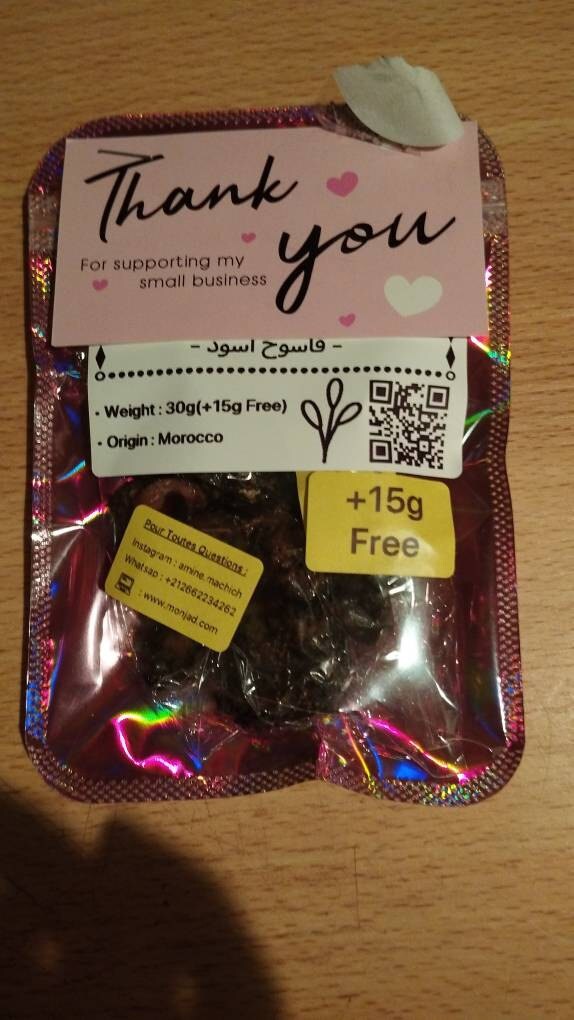 Thank
you
For supporting my
small business
- فاسوخ اسود -
• Weight : 30g(+15g Free)
• Origin : Morocco
+15g
Free
Pour Toutes Questions :
Instagram : amine.machich
Whatsap : +212662234262
: www.monjad.com